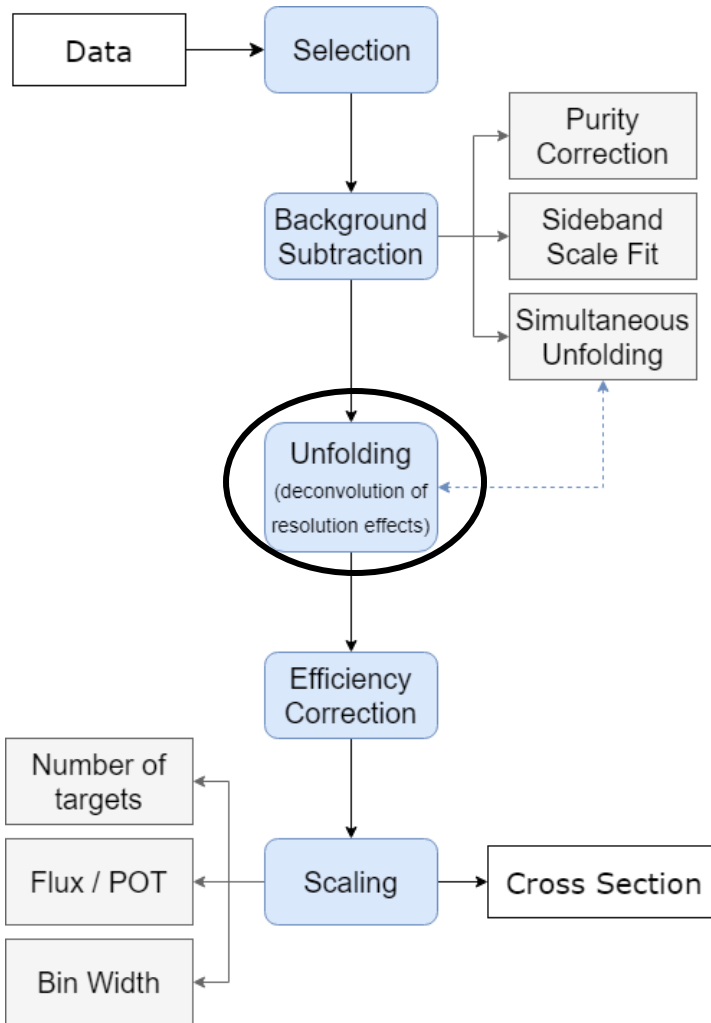 Data
Selection
Purity
Correction
Background
Subtraction
Sideband
Scale Fit
Simultaneous
Unfolding
Unfolding
(deconvolution of
resolution effects)
Efficiency
Correction
Number of
targets
Flux / POT
Scaling
Cross Section
Bin Width